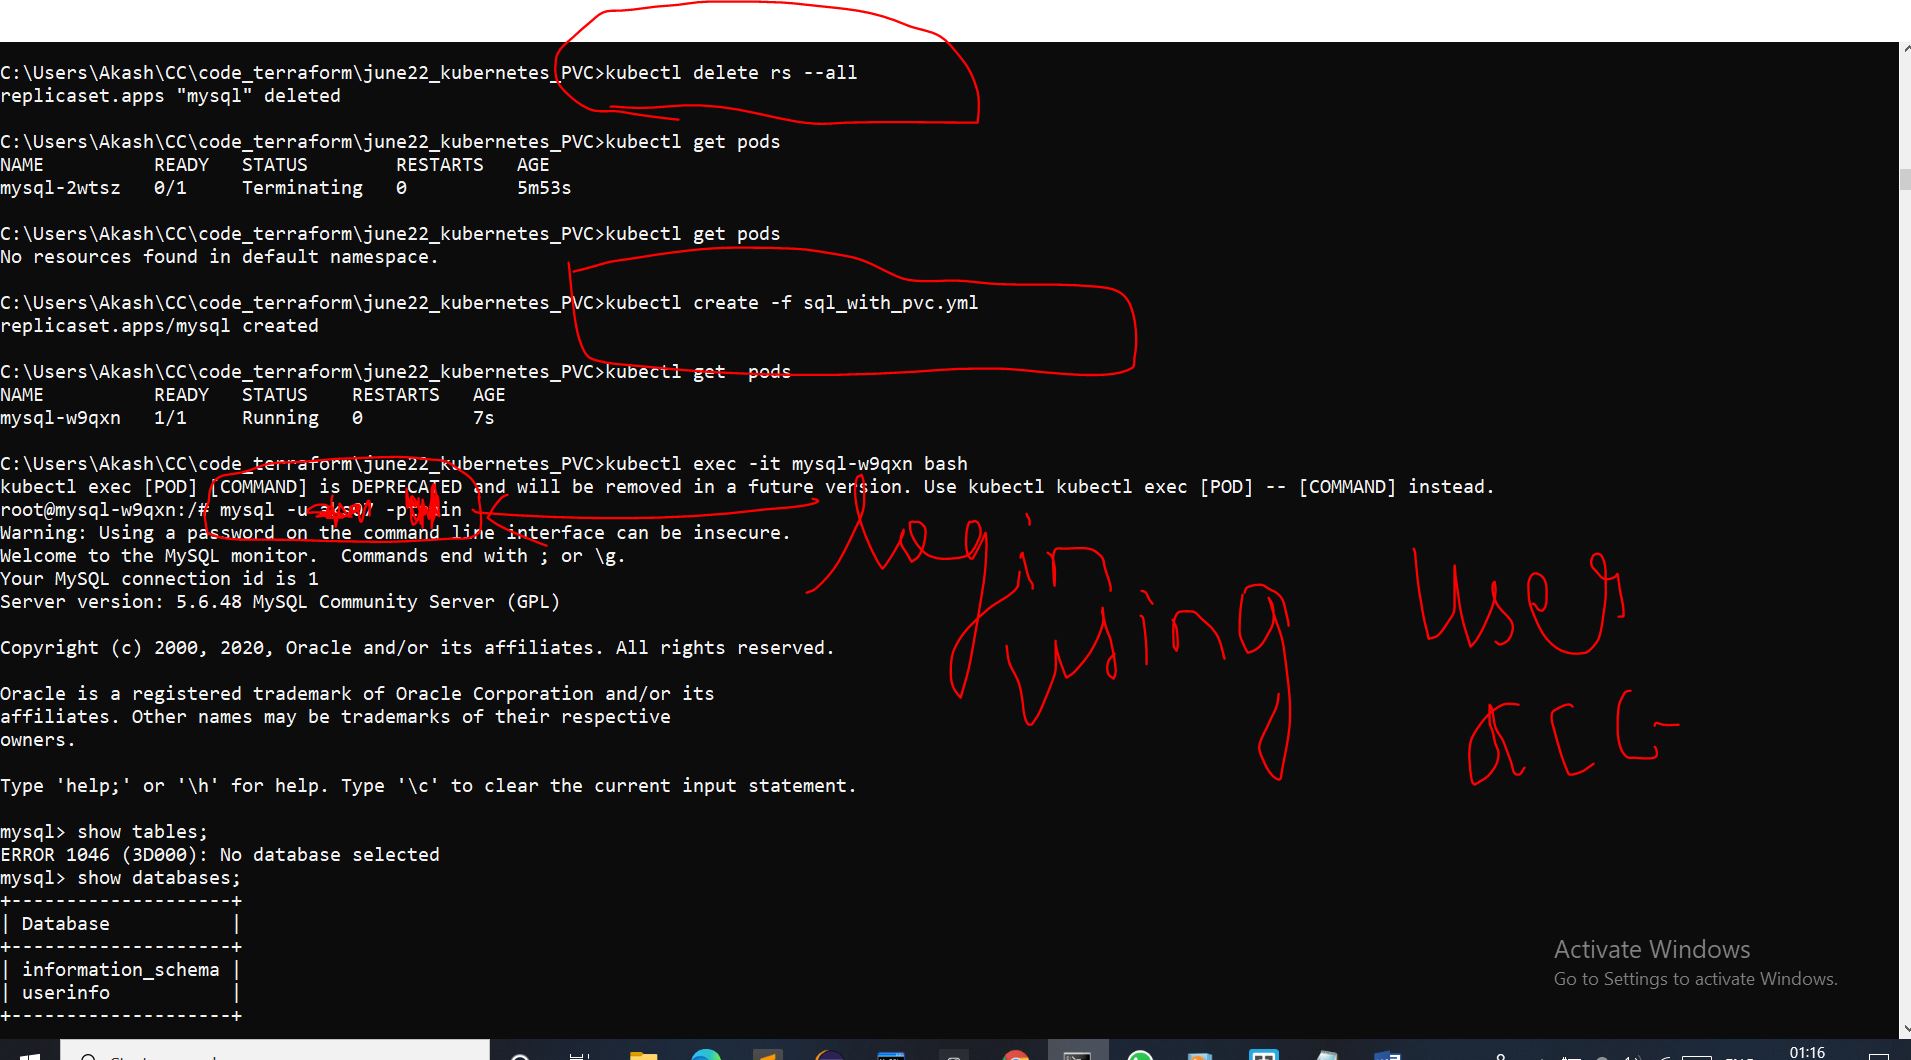 C:\Users\Akash\CC\code_terraform\june22_kubernetes_PVC>kubectl delete rs --all
replicaset.apps "mysql" deleted
C:\Users\Akash\CC\code_terraform\june22_kubernetes_PVC>kubectl get pods
NAME READY STATUS RESTARTS AGE
mysql-2wtsz 0/1 Terminating 0 5m53s
C:\Users\Akash\CC\code_terraform\june22_kubernetes_PVC>kubectl get pods
No resources found in default namespace.
C:\Users\Akash\CC\code_terraform\june22_kubernetes_PVC>kubectl create -f sql_with_pvc.yml
replicaset.apps/mysql created
C:\Users\Akash\CC\code_terraform\june22_kubernetes_PVC>kubectl get  pods
NAME READY STATUS RESTARTS AGE
mysql-w9qxn 1/1 Running 0 7s
C:\Users\Akash\CC\code_terraform\june22_kubernetes_PVC>kubectl exec -it mysql-w9qxn bash
kubectl exec [POD] [COMMAND] is DEPRECATED and will be removed in a future version. Use kubectl kubectl exec [POD] -- [COMMAND] instead.
root@mysql-w9qxn:/# mysql -u
Warning: Using a password on the command line interface can be insecure.
Welcome to the MySQL monitor.  Commands end with ; or \g.
Your MySQL connection id is 1
Server version: 5.6.48 MySQL Community Server (GPL)
login using user acc
Copyright (c) 2000, 2020, Oracle and/or its affiliates. All rights reserved.
Oracle is a registered trademark of Oracle Corporation and/or its
affiliates. Other names may be trademarks of their respective
owners.
Type 'help;' or '\h' for help. Type '\c' to clear the current input statement.
mysql> show tables;
ERROR 1046 (3D000): No database selected
mysql> show databases;
+--------------------+
| Database |
+--------------------+
| information_schema |
| userinfo |
+--------------------+
Activate Windows
Go to Settings to activate Windows.
01:16